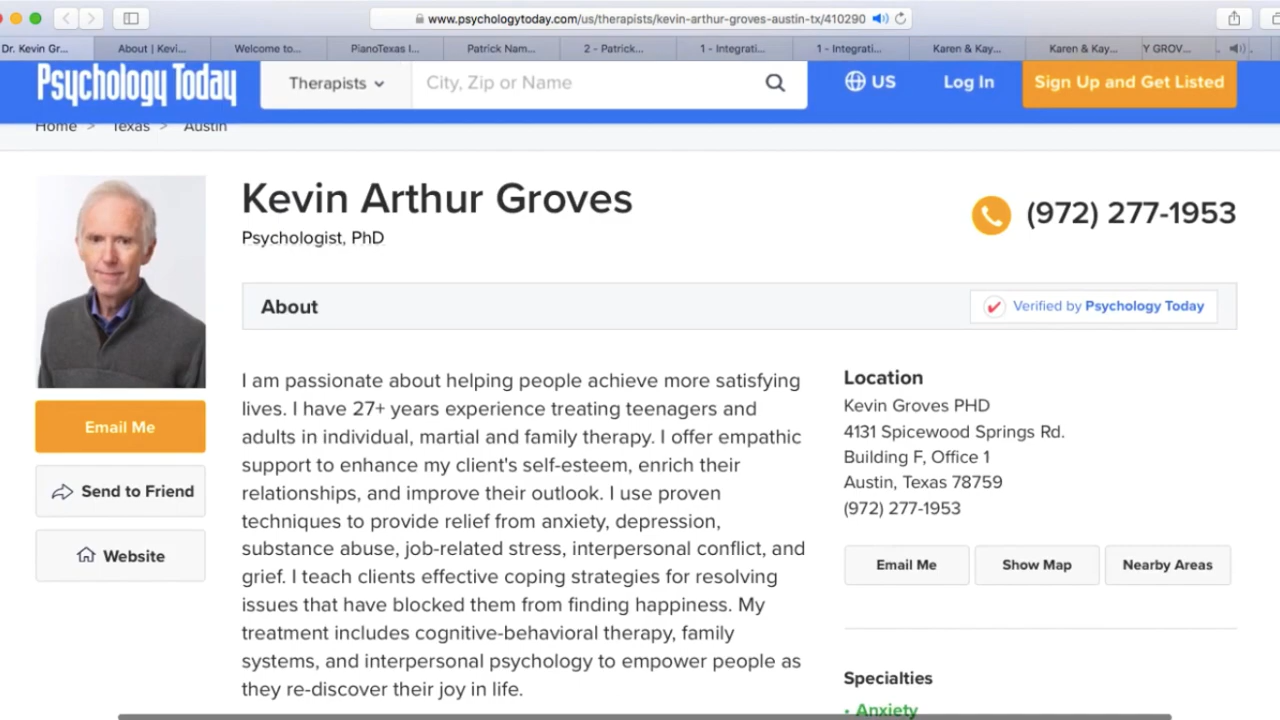 www.psychologytoday.com/us/therapists/kevin-arthur-groves-austin-tx/410290
Dr. Kevin Gr...
About | Kevi...
Welcome to...
PianoTexas I...
Patrick Nam...
2 - Patrick...
1 - Integrati...
1 - Integrati...
Karen & Kay...
Karen & Kay...
Y GROV...
Psychology Today
Therapists
City, Zip or Name
US
Log In
Sign Up and Get Listed
Home > Texas > Austin
Kevin Arthur Groves
Psychologist, PhD
(972) 277-1953
About
Verified by Psychology Today
Email Me
Send to Friend
Website
I am passionate about helping people achieve more satisfying
lives. I have 27+ years experience treating teenagers and
adults in individual, martial and family therapy. I offer empathic
support to enhance my client's self-esteem, enrich their
relationships, and improve their outlook. I use proven
techniques to provide relief from anxiety, depression,
substance abuse, job-related stress, interpersonal conflict, and
grief. I teach clients effective coping strategies for resolving
issues that have blocked them from finding happiness. My
treatment includes cognitive-behavioral therapy, family
systems, and interpersonal psychology to empower people as
they re-discover their joy in life.
Location
Kevin Groves PHD
4131 Spicewood Springs Rd.
Building F, Office 1
Austin, Texas 78759
(972) 277-1953
Email Me
Show Map
Nearby Areas
Specialties
• Anxiety